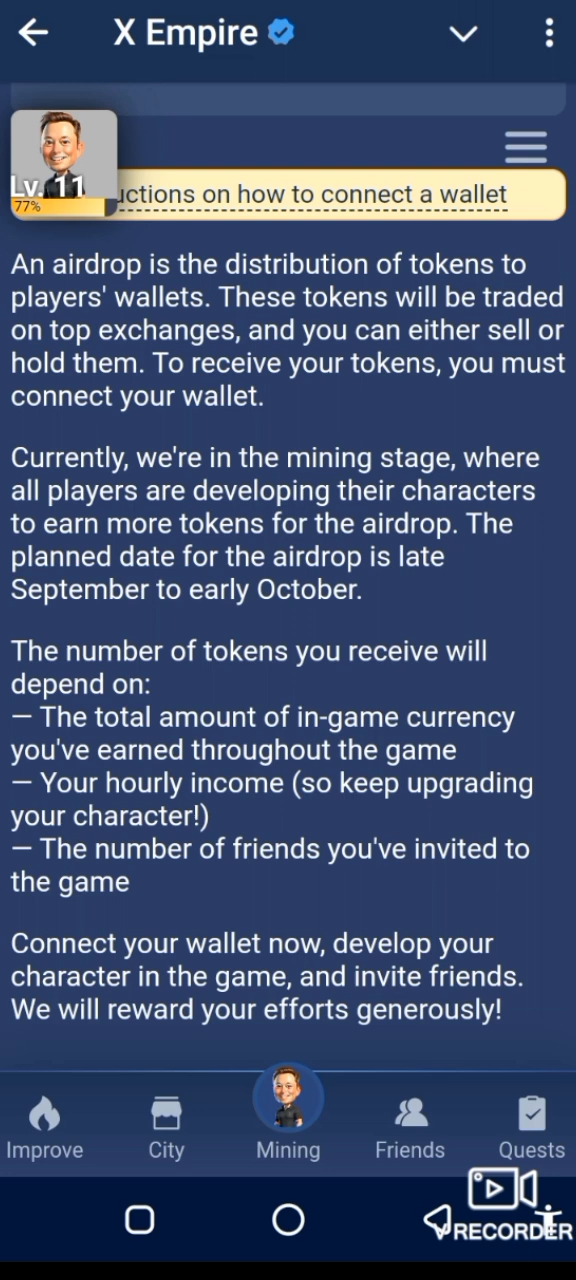 X Empire
Lv. 11
77%
uctions on how to connect a wallet
An airdrop is the distribution of tokens to
players' wallets. These tokens will be traded
on top exchanges, and you can either sell or
hold them. To receive your tokens, you must
connect your wallet.
Currently, we're in the mining stage, where
all players are developing their characters
to earn more tokens for the airdrop. The
planned date for the airdrop is late
September to early October.
The number of tokens you receive will
depend on:
— The total amount of in-game currency
you've earned throughout the game
— Your hourly income (so keep upgrading
your character!)
— The number of friends you've invited to
the game
Connect your wallet now, develop your
character in the game, and invite friends.
We will reward your efforts generously!
Improve
City
Mining
Friends
Quests
VRECORDER